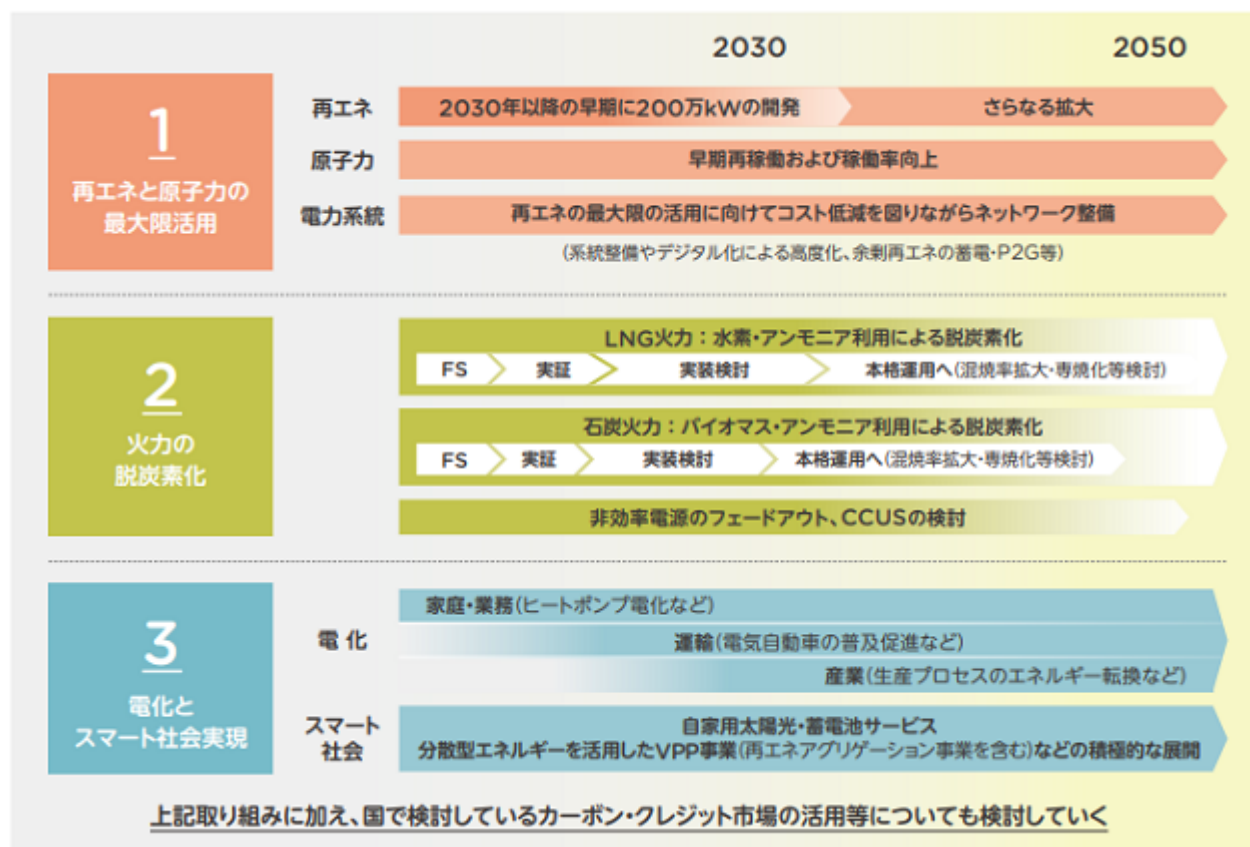 2030
2050
1
再エネと原子力の
最大限活用
再エネ
2030年以降の早期に200万kWの開発
さらなる拡大
原子力
早期再稼働および稼働率向上
電力系統
再エネの最大限の活用に向けてコスト低減を図りながらネットワーク整備
(系統整備やデジタル化による高度化、余剰再エネの蓄電・P2G等)
2
火力の
脱炭素化
LNG火力：水素・アンモニア利用による脱炭素化
FS
実証
実装検討
本格運用へ(混焼率拡大・専焼化等検討)
石炭火力：バイオマス・アンモニア利用による脱炭素化
FS
実証
実装検討
本格運用へ(混焼率拡大・専焼化等検討)
非効率電源のフェードアウト、CCUSの検討
3
電化と
スマート社会実現
電化
家庭・業務(ヒートポンプ電化など)
運輸(電気自動車の普及促進など)
産業(生産プロセスのエネルギー転換など)
スマート
社会
自家用太陽光・蓄電池サービス
分散型エネルギーを活用したVPP事業(再エネアグリゲーション事業を含む)などの積極的な展開
上記取り組みに加え、国で検討しているカーボン・クレジット市場の活用等についても検討していく